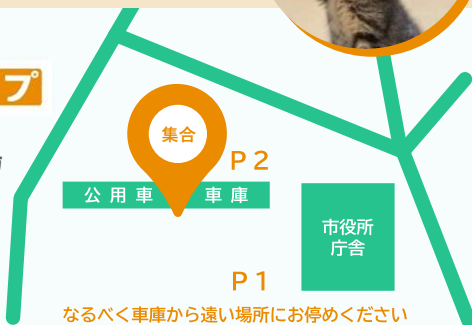 プ
集合
P2
公用車 車庫
市役所
庁舎
P1
なるべく車庫から遠い場所にお停めください